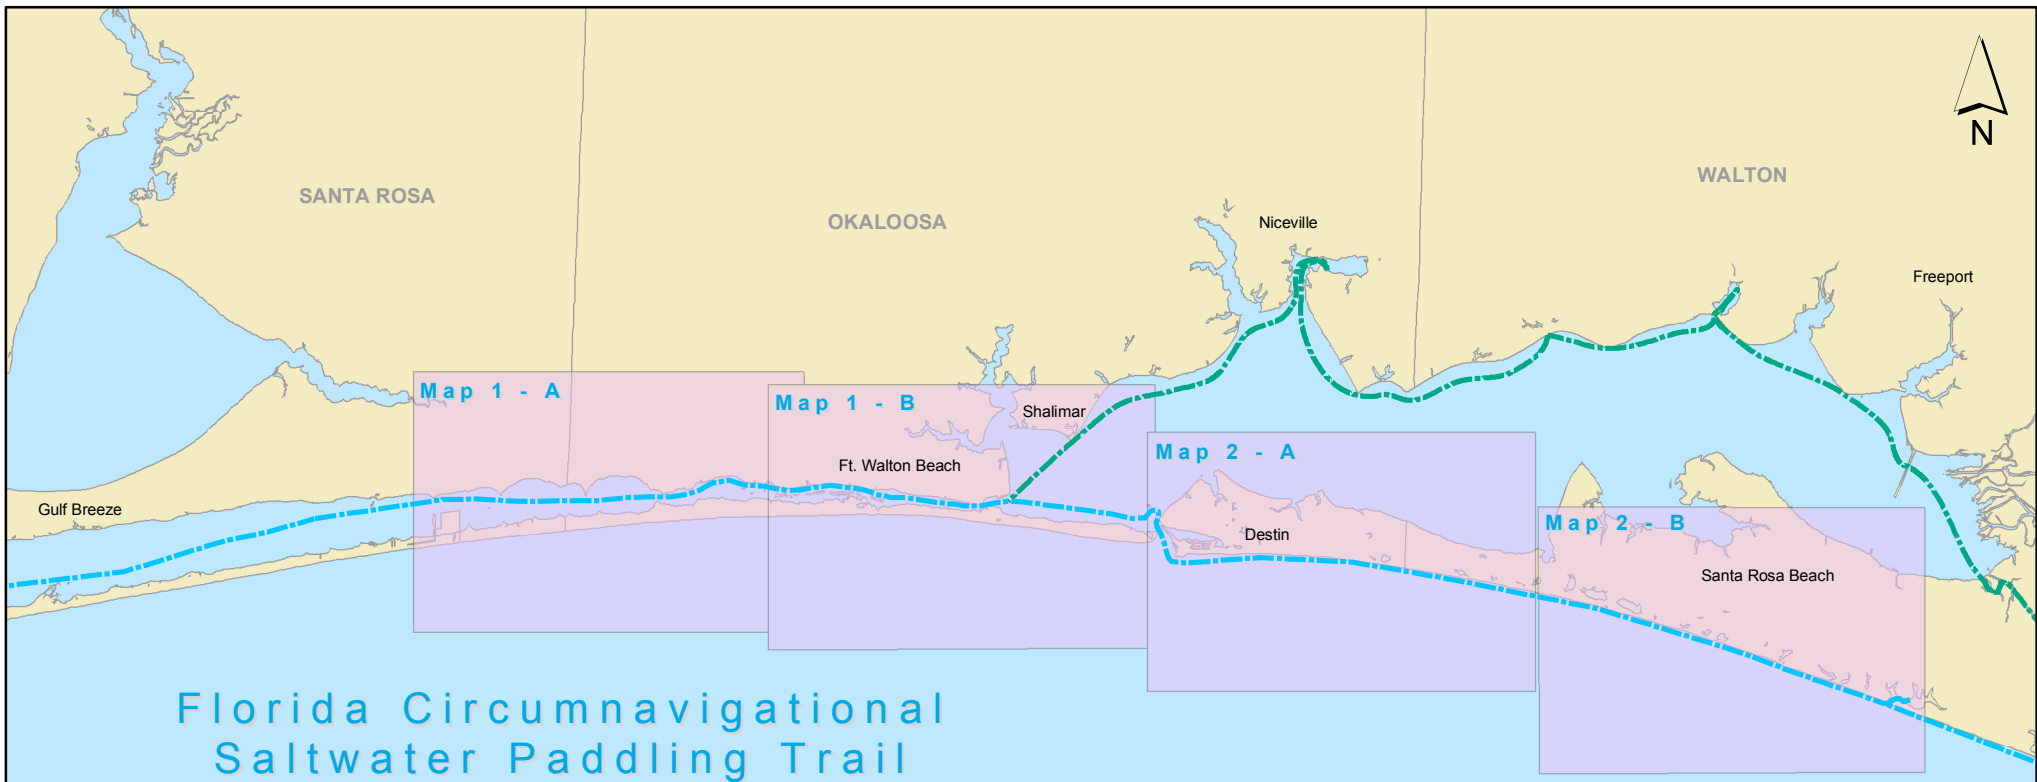 N
SANTA ROSA
OKALOOSA
WALTON
Niceville
Freeport
Map 1 - A
Map 1 - B
Shalimar
Map 2 - A
Ft. Walton Beach
Gulf Breeze
Destin
Map 2 - B
Santa Rosa Beach
Florida Circumnavigational
Saltwater Paddling Trail